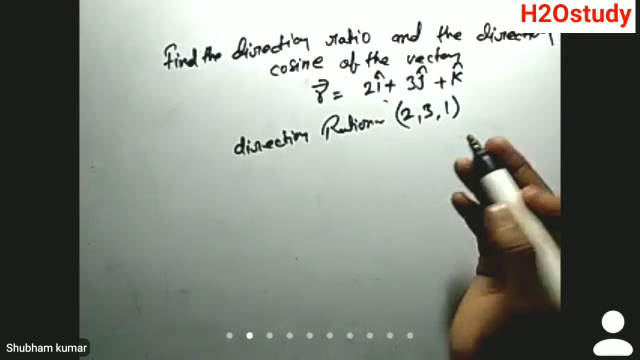 H2Ostudy
Find the direction ratio and the direction
cosine of the vector
r = 2î + 3ĵ + k̂
direction Ration (2, 3, 1)
Shubham kumar